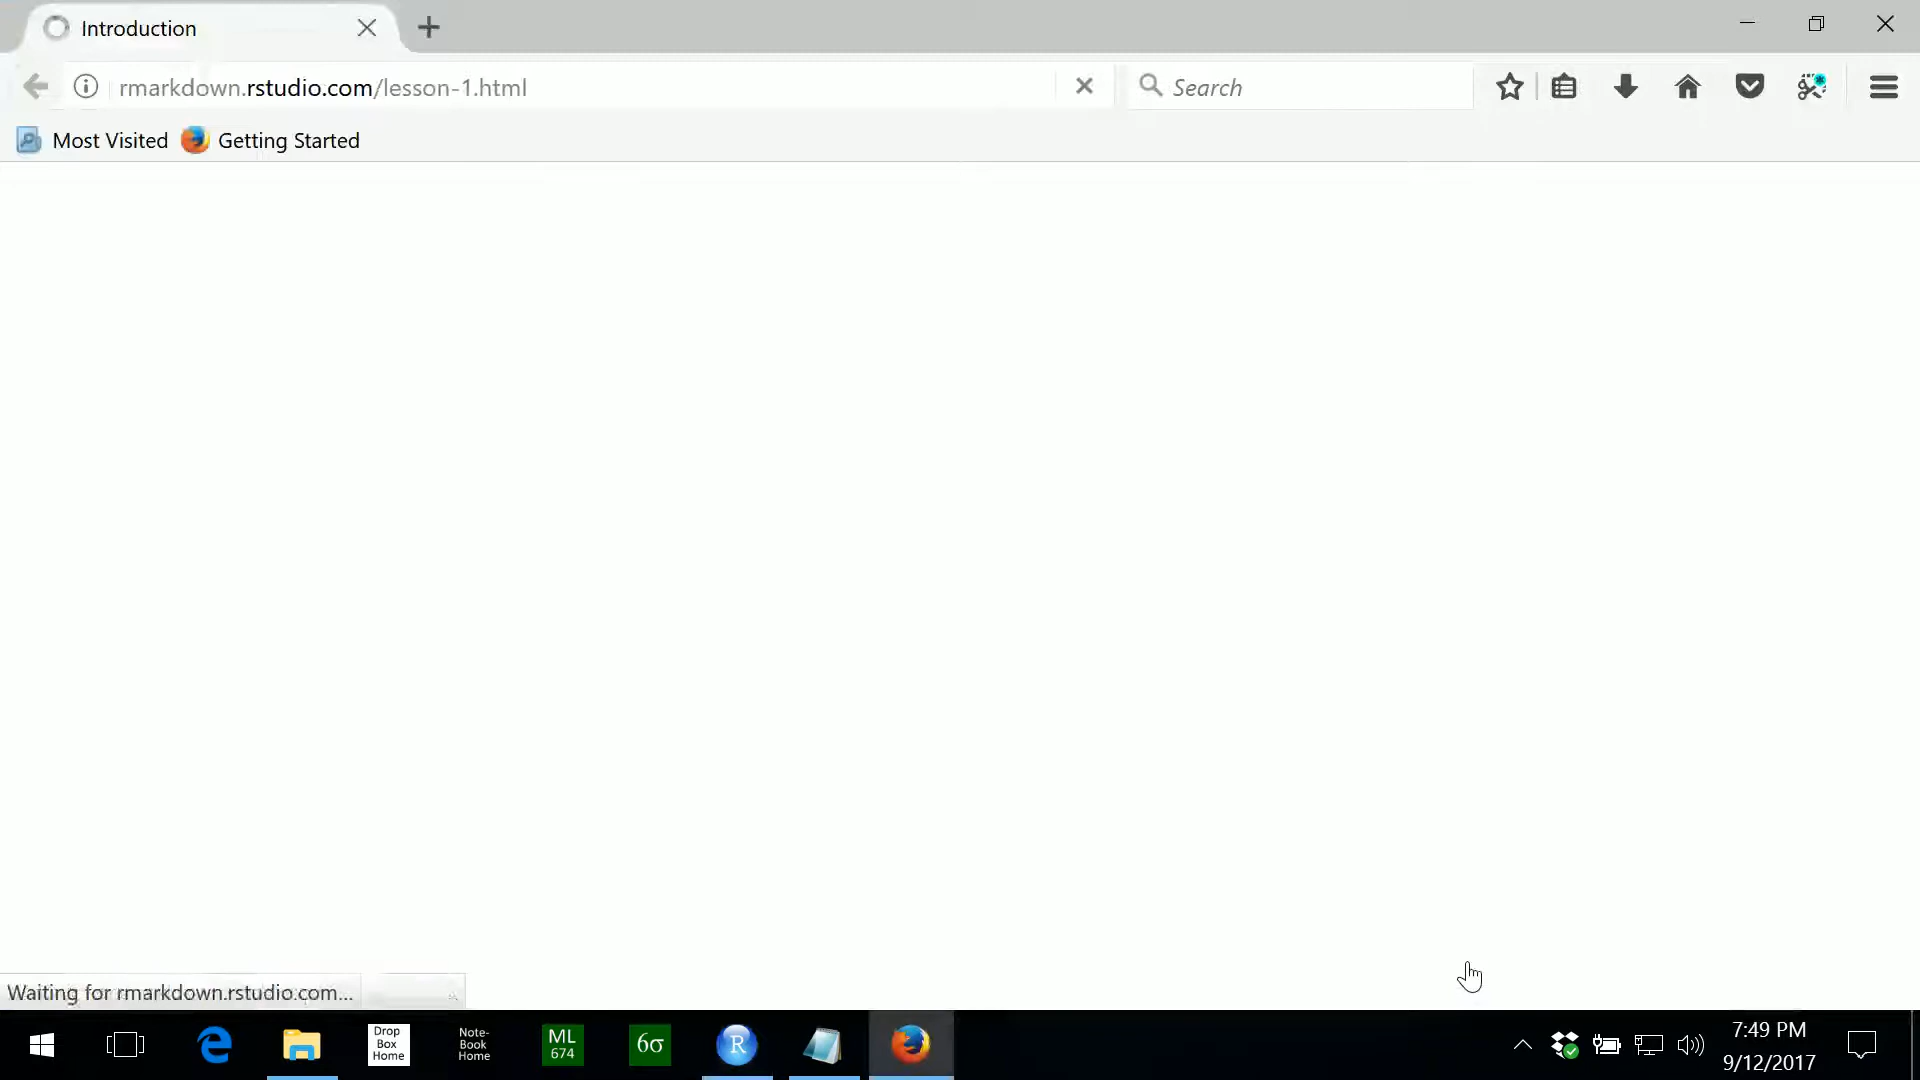 Introduction
rmarkdown.rstudio.com/lesson-1.html
Search
Most Visited
Getting Started
Waiting for rmarkdown.rstudio.com...
Drop
Box
Home
Note-
Book
Home
ML
674
6σ
R
7:49 PM
9/12/2017